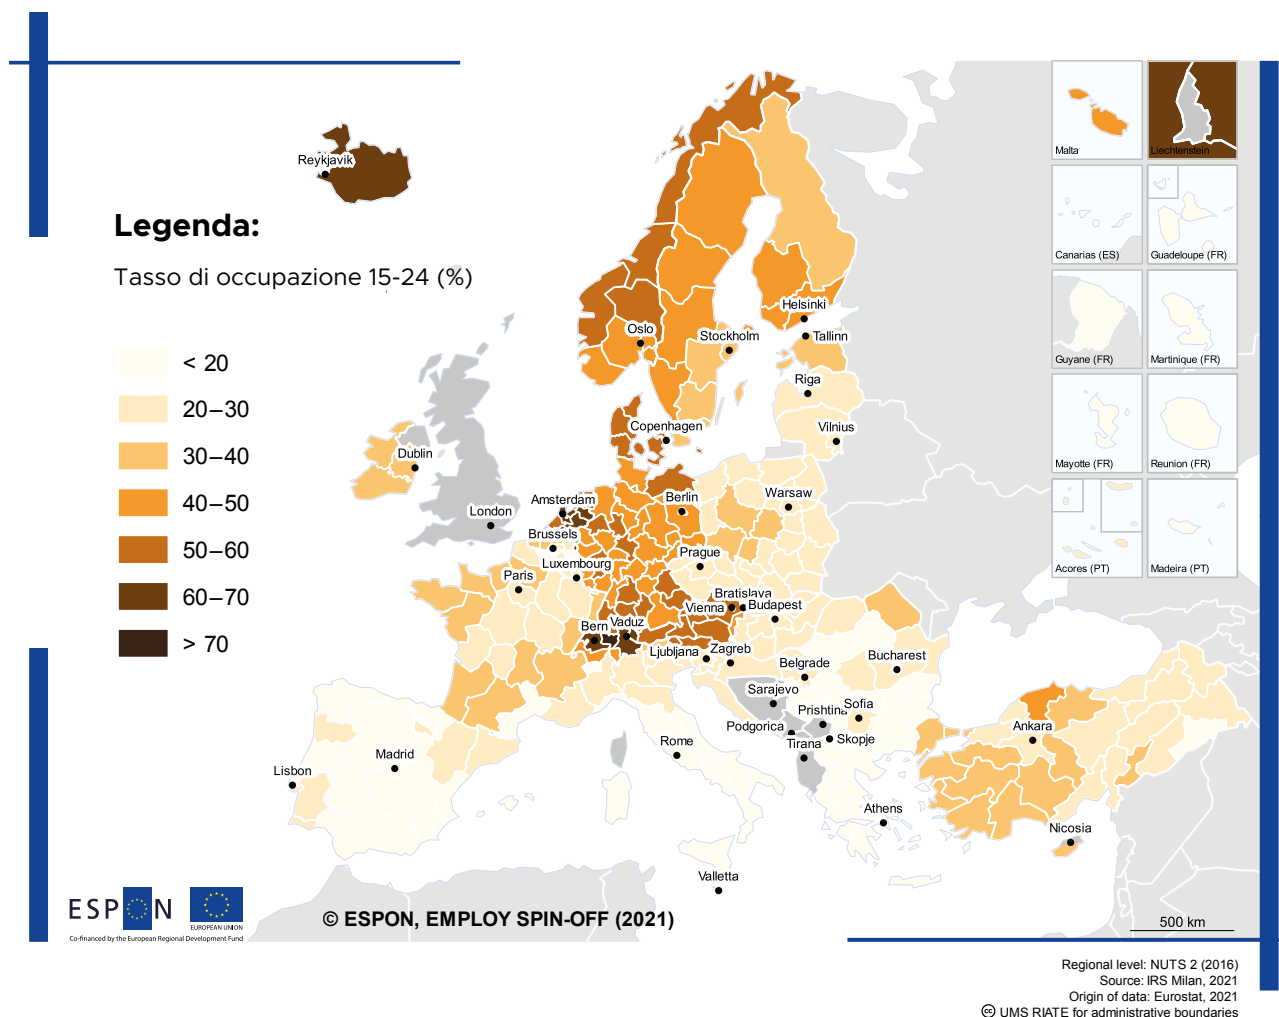 Reykjavik
Legenda:
Tasso di occupazione 15-24 (%)
< 20
20–30
30–40
40–50
50–60
60–70
> 70
Oslo
Helsinki
Stockholm
Tallinn
Riga
Copenhagen
Vilnius
Dublin
Amsterdam
Berlin
Warsaw
London
Brussels
Prague
Luxembourg
Paris
Bratislava
Vienna
Budapest
Bern
Vaduz
Ljubljana
Zagreb
Belgrade
Bucharest
Sarajevo
Prishtina
Sofia
Podgorica
Skopje
Tirana
Ankara
Rome
Madrid
Lisbon
Athens
Nicosia
Valletta
Malta
Liechtenstein
Canarias (ES)
Guadeloupe (FR)
Guyane (FR)
Martinique (FR)
Mayotte (FR)
Reunion (FR)
Acores (PT)
Madeira (PT)
ESPON
EUROPEAN UNION
Co-financed by the European Regional Development Fund
© ESPON, EMPLOY SPIN-OFF (2021)
500 km
Regional level: NUTS 2 (2016)
Source: IRS Milan, 2021
Origin of data: Eurostat, 2021
cc UMS RIATE for administrative boundaries